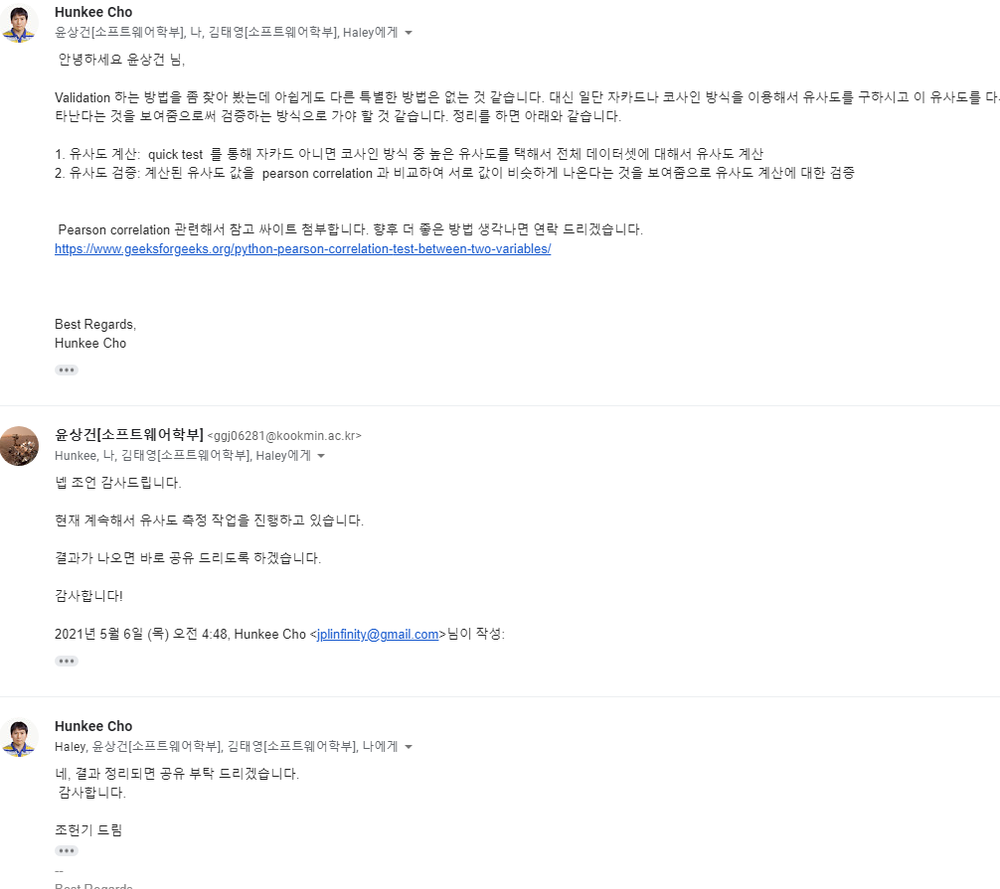 Hunkee Cho
윤상건[소프트웨어학부], 나, 김태영[소프트웨어학부], Haley에게
안녕하세요 윤상건 님,
Validation 하는 방법을 좀 찾아 봤는데 아쉽게도 다른 특별한 방법은 없는 것 같습니다. 대신 일단 자카드나 코사인 방식을 이용해서 유사도를 구하시고 이 유사도를 다
타난다는 것을 보여줌으로써 검증하는 방식으로 가야 할 것 같습니다. 정리를 하면 아래와 같습니다.
1. 유사도 계산: quick test 를 통해 자카드 아니면 코사인 방식 중 높은 유사도를 택해서 전체 데이터셋에 대해서 유사도 계산
2. 유사도 검증: 계산된 유사도 값을 pearson correlation 과 비교하여 서로 값이 비슷하게 나온다는 것을 보여줌으로 유사도 계산에 대한 검증
Pearson correlation 관련해서 참고 싸이트 첨부합니다. 향후 더 좋은 방법 생각나면 연락 드리겠습니다.
https://www.geeksforgeeks.org/python-pearson-correlation-test-between-two-variables/
Best Regards,
Hunkee Cho
윤상건[소프트웨어학부] <ggj06281@kookmin.ac.kr>
Hunkee, 나, 김태영[소프트웨어학부], Haley에게
넵 조언 감사드립니다.
현재 계속해서 유사도 측정 작업을 진행하고 있습니다.
결과가 나오면 바로 공유 드리도록 하겠습니다.
감사합니다!
2021년 5월 6일 (목) 오전 4:48, Hunkee Cho <jplinfinity@gmail.com>님이 작성:
Hunkee Cho
Haley, 윤상건[소프트웨어학부], 김태영[소프트웨어학부], 나에게
네, 결과 정리되면 공유 부탁 드리겠습니다.
감사합니다.
조헌기 드림
--
Best Regards